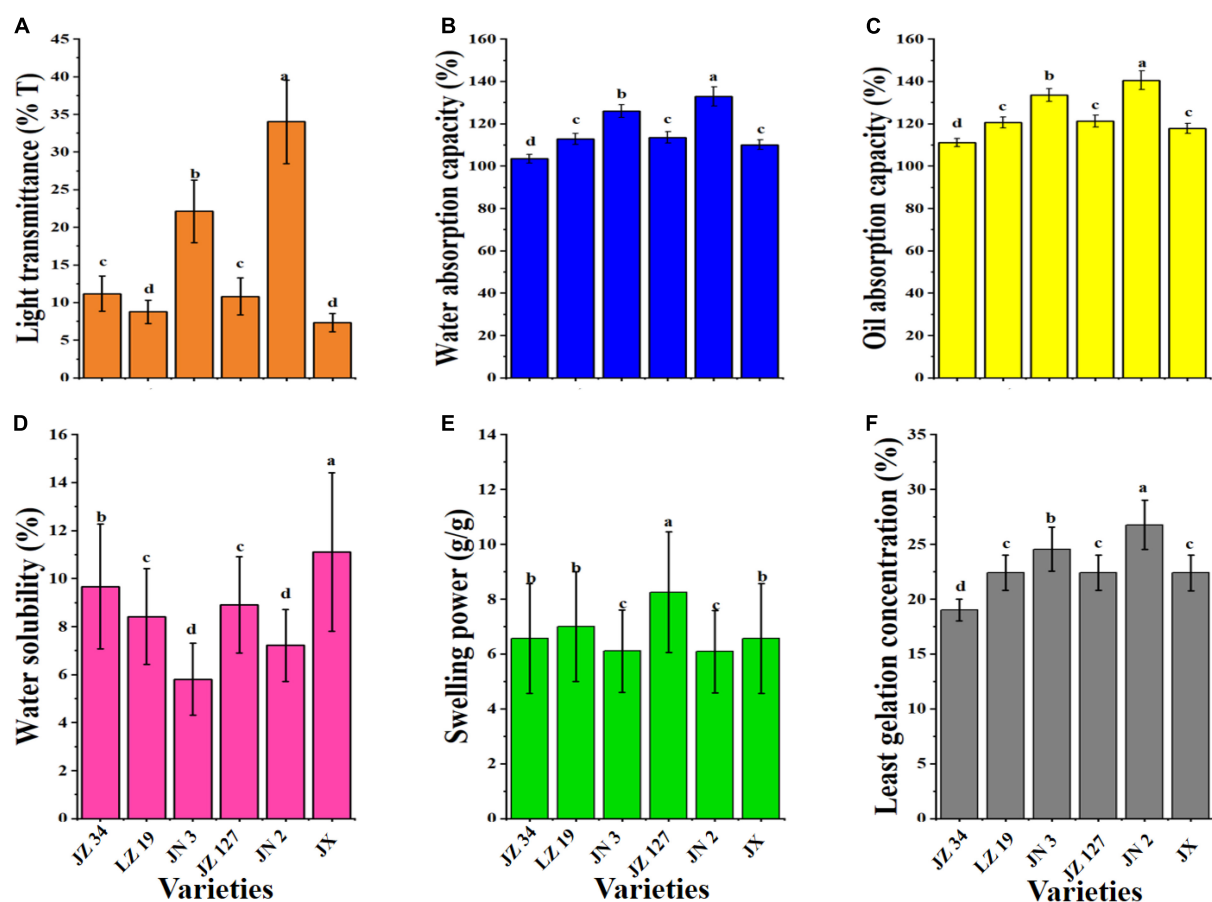 A
Light transmittance (% T)
45
40
35
30
25
20
15
10
5
0
c
d
b
c
a
d
B
Water absorption capacity (%)
160
140
120
100
80
60
40
20
0
d
c
b
c
a
c
C
Oil absorption capacity (%)
160
140
120
100
80
60
40
20
0
d
c
b
c
a
c
D
Water solubility (%)
16
14
12
10
8
6
4
2
0
b
c
d
c
d
a
JZ 34
LZ 19
JN 3
JZ 127
JN 2
JX
Varieties
E
Swelling power (g/g)
14
12
10
8
6
4
2
0
b
b
c
a
c
b
JZ 34
LZ 19
JN 3
JZ 127
JN 2
JX
Varieties
F
Least gelation concentration (%)
35
30
25
20
15
10
5
0
d
c
b
c
a
c
JZ 34
LZ 19
JN 3
JZ 127
JN 2
JX
Varieties